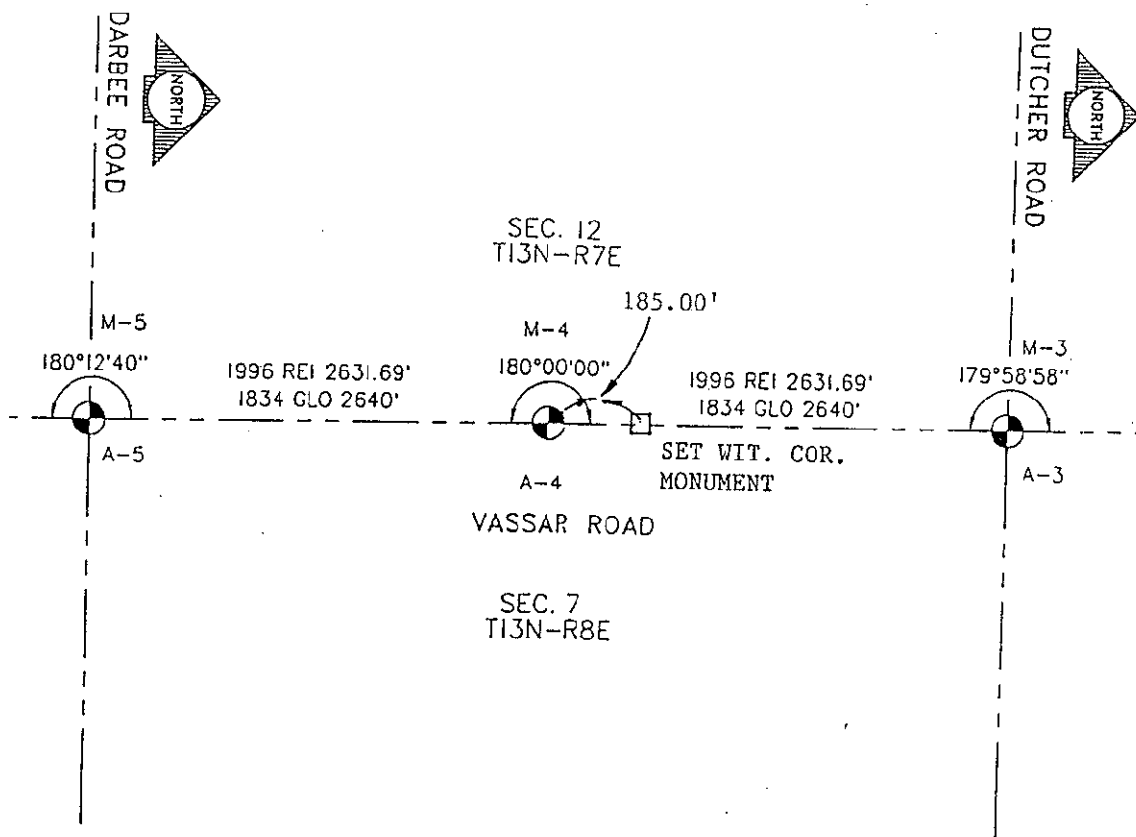 DARBEE ROAD
NORTH
DUTCHER ROAD
NORTH
SEC. 12
T13N-R7E
185.00'
M-5
M-4
M-3
180°12'40"
1996 REI 2631.69'
1834 GLO 2640'
180°00'00"
1996 REI 2631.69'
1834 GLO 2640'
179°58'58"
A-5
A-4
SET WIT. COR.
MONUMENT
A-3
VASSAR ROAD
SEC. 7
T13N-R8E